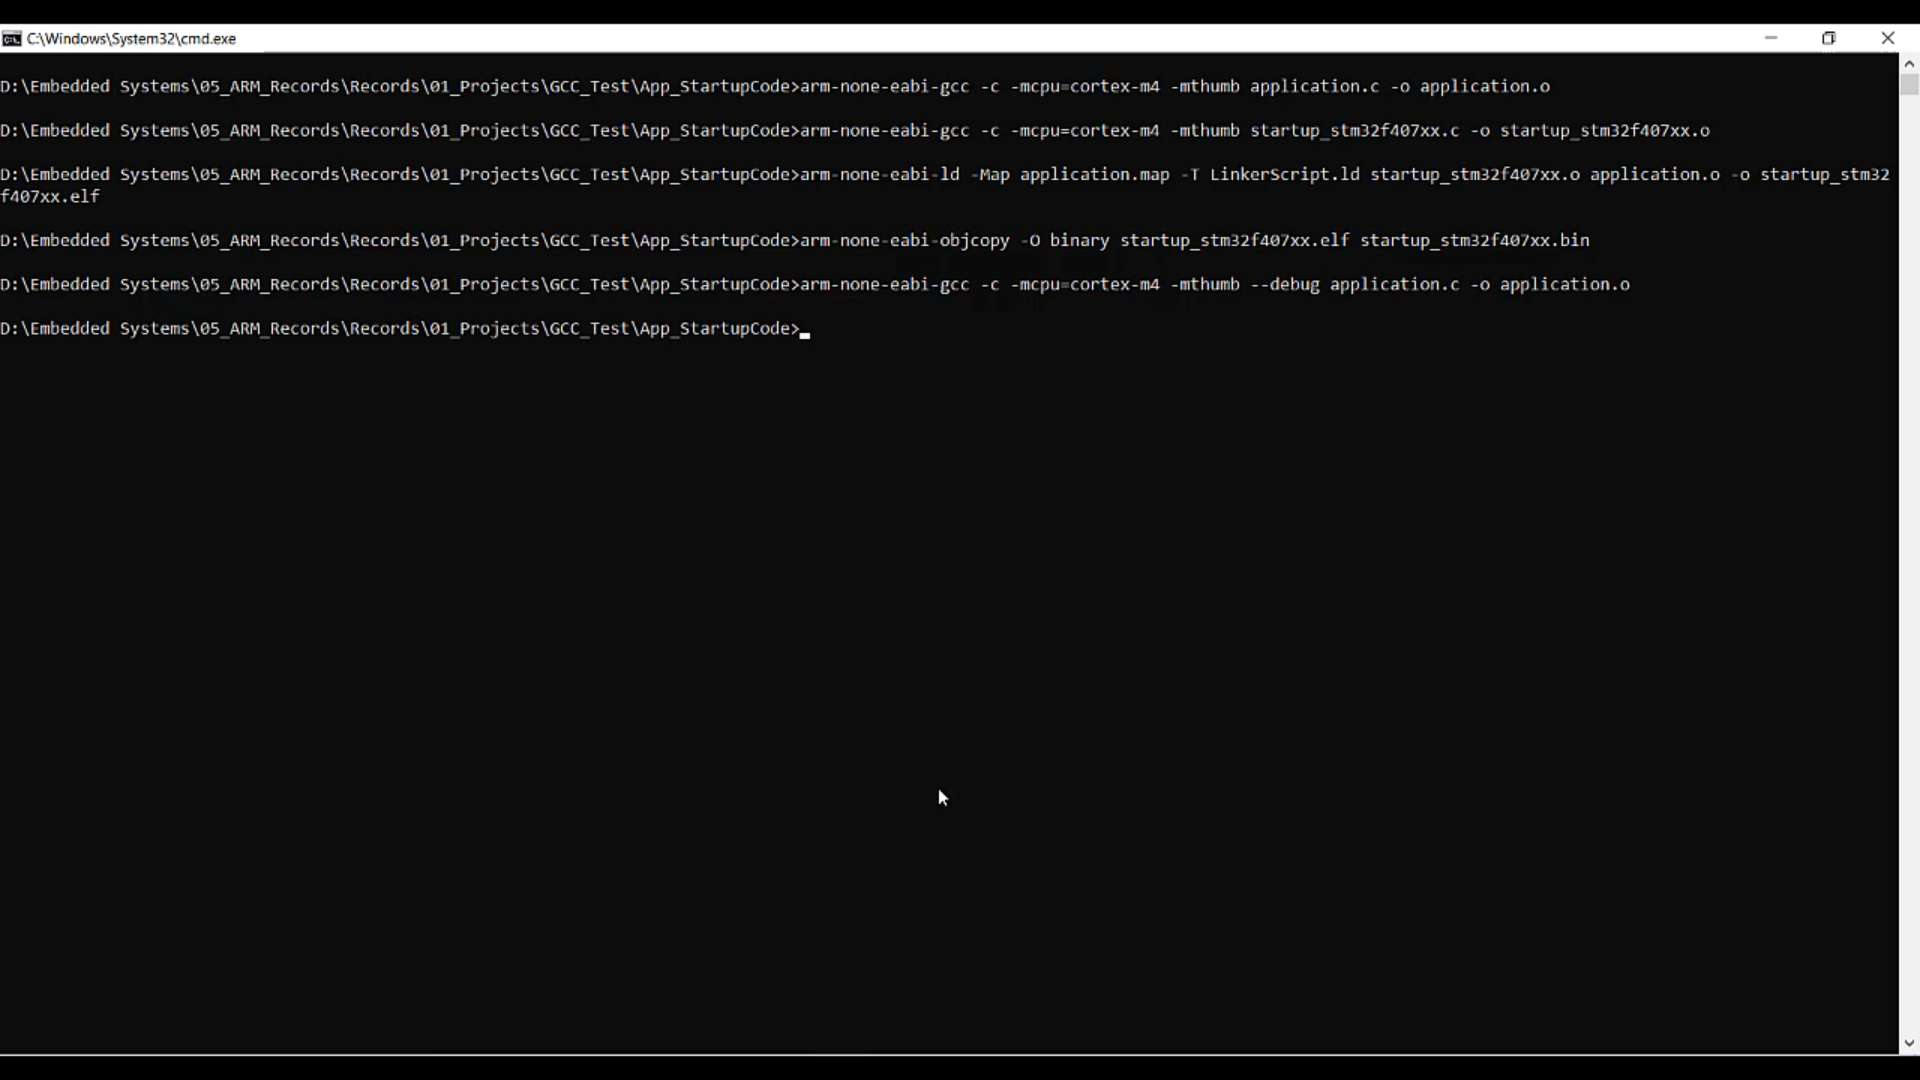 C:\Windows\System32\cmd.exe
D:\Embedded Systems\05_ARM_Records\Records\01_Projects\GCC_Test\App_StartupCode>arm-none-eabi-gcc -c -mcpu=cortex-m4 -mthumb application.c -o application.o
D:\Embedded Systems\05_ARM_Records\Records\01_Projects\GCC_Test\App_StartupCode>arm-none-eabi-gcc -c -mcpu=cortex-m4 -mthumb startup_stm32f407xx.c -o startup_stm32f407xx.o
D:\Embedded Systems\05_ARM_Records\Records\01_Projects\GCC_Test\App_StartupCode>arm-none-eabi-ld -Map application.map -T LinkerScript.ld startup_stm32f407xx.o application.o -o startup_stm32
f407xx.elf
D:\Embedded Systems\05_ARM_Records\Records\01_Projects\GCC_Test\App_StartupCode>arm-none-eabi-objcopy -O binary startup_stm32f407xx.elf startup_stm32f407xx.bin
D:\Embedded Systems\05_ARM_Records\Records\01_Projects\GCC_Test\App_StartupCode>arm-none-eabi-gcc -c -mcpu=cortex-m4 -mthumb --debug application.c -o application.o
D:\Embedded Systems\05_ARM_Records\Records\01_Projects\GCC_Test\App_StartupCode>